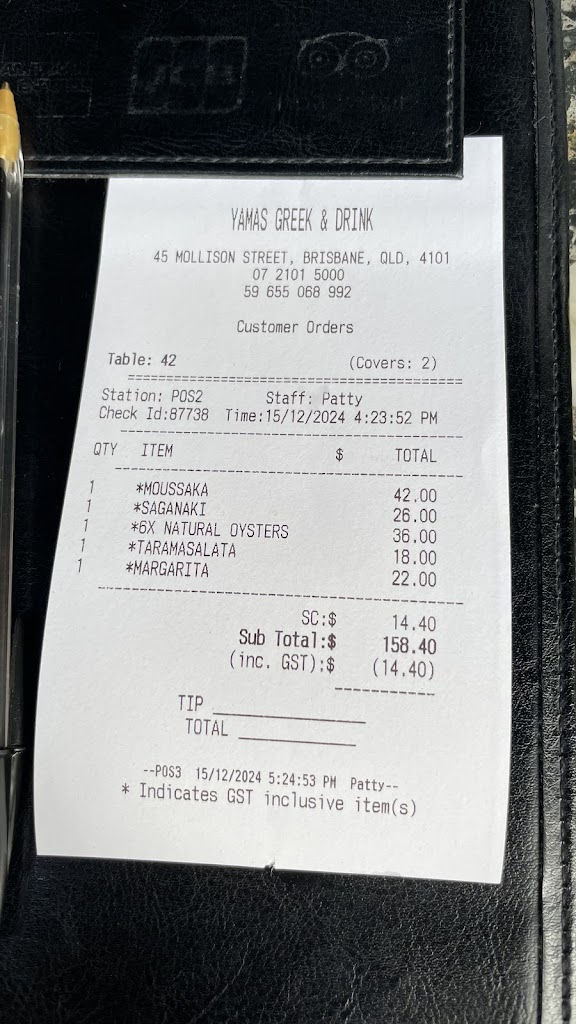 YAMAS GREEK & DRINK
45 MOLLISON STREET, BRISBANE, QLD, 4101
07 2101 5000
59 655 068 992
Customer Orders
Table: 42 (Covers: 2)
Station: POS2 Staff: Patty
Check Id:87738 Time:15/12/2024 4:23:52 PM
QTY ITEM $ TOTAL
1 *MOUSSAKA 42.00
1 *SAGANAKI 26.00
1 *6X NATURAL OYSTERS 36.00
1 *TARAMASALATA 18.00
1 *MARGARITA 22.00
SC:$ 14.40
Sub Total:$ 158.40
(inc. GST):$ (14.40)
TIP
TOTAL
--POS3 15/12/2024 5:24:53 PM Patty--
* Indicates GST inclusive item(s)